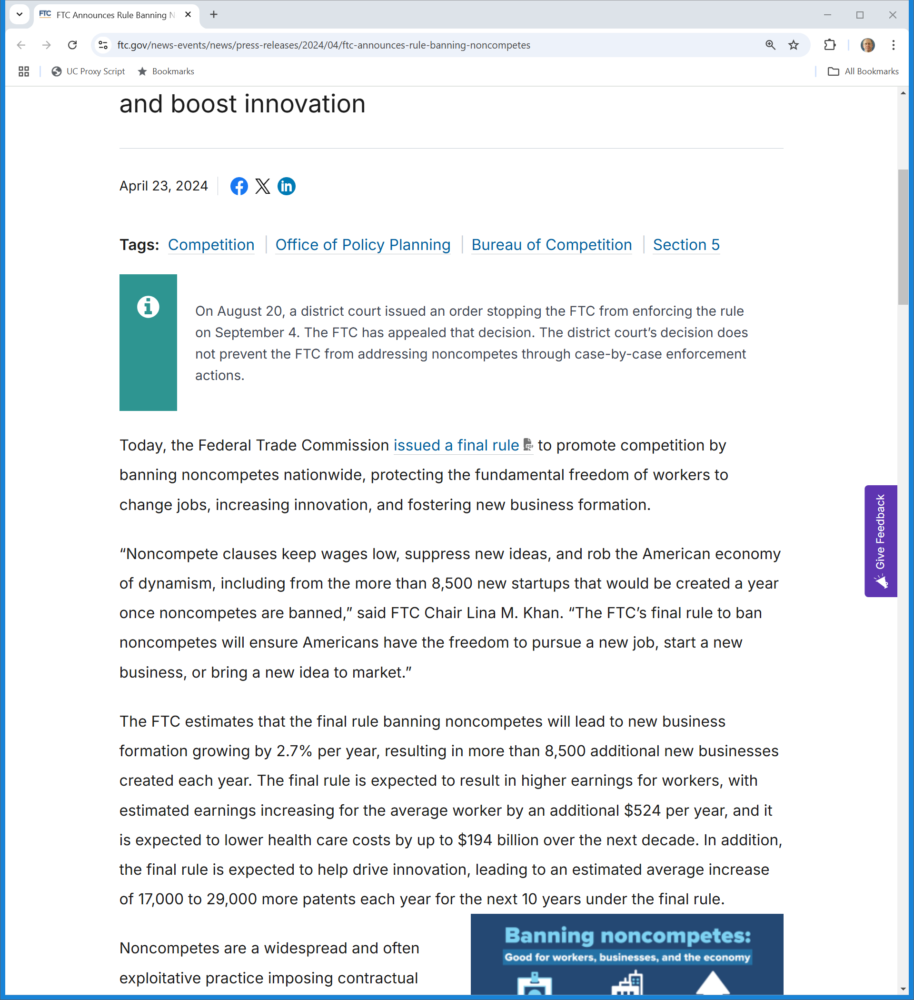 FTC FTC Announces Rule Banning N
ftc.gov/news-events/news/press-releases/2024/04/ftc-announces-rule-banning-noncompetes
UC Proxy Script Bookmarks All Bookmarks
and boost innovation
April 23, 2024
Tags: Competition Office of Policy Planning Bureau of Competition Section 5
On August 20, a district court issued an order stopping the FTC from enforcing the rule
on September 4. The FTC has appealed that decision. The district court’s decision does
not prevent the FTC from addressing noncompetes through case-by-case enforcement
actions.
Today, the Federal Trade Commission issued a final rule PDF to promote competition by
banning noncompetes nationwide, protecting the fundamental freedom of workers to
change jobs, increasing innovation, and fostering new business formation.
Give Feedback
“Noncompete clauses keep wages low, suppress new ideas, and rob the American economy
of dynamism, including from the more than 8,500 new startups that would be created a year
once noncompetes are banned,” said FTC Chair Lina M. Khan. “The FTC’s final rule to ban
noncompetes will ensure Americans have the freedom to pursue a new job, start a new
business, or bring a new idea to market.”
The FTC estimates that the final rule banning noncompetes will lead to new business
formation growing by 2.7% per year, resulting in more than 8,500 additional new businesses
created each year. The final rule is expected to result in higher earnings for workers, with
estimated earnings increasing for the average worker by an additional $524 per year, and it
is expected to lower health care costs by up to $194 billion over the next decade. In addition,
the final rule is expected to help drive innovation, leading to an estimated average increase
of 17,000 to 29,000 more patents each year for the next 10 years under the final rule.
Noncompetes are a widespread and often
exploitative practice imposing contractual
Banning noncompetes:
Good for workers, businesses, and the economy